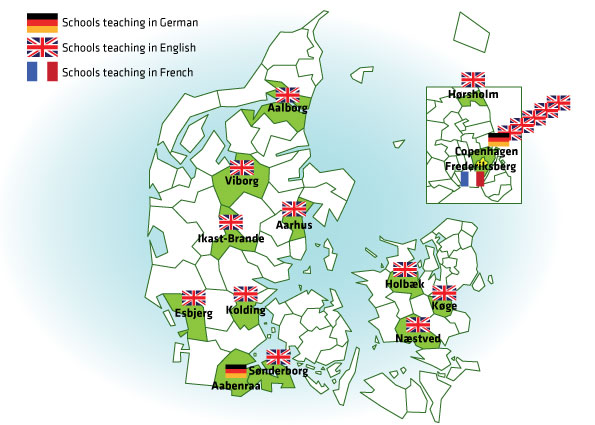 Schools teaching in German
Schools teaching in English
Schools teaching in French
Hørsholm
Aalborg
Copenhagen
Frederiksberg
Viborg
Aarhus
Ikast-Brande
Holbæk
Køge
Esbjerg
Kolding
Næstved
Sønderborg
Aabenraa